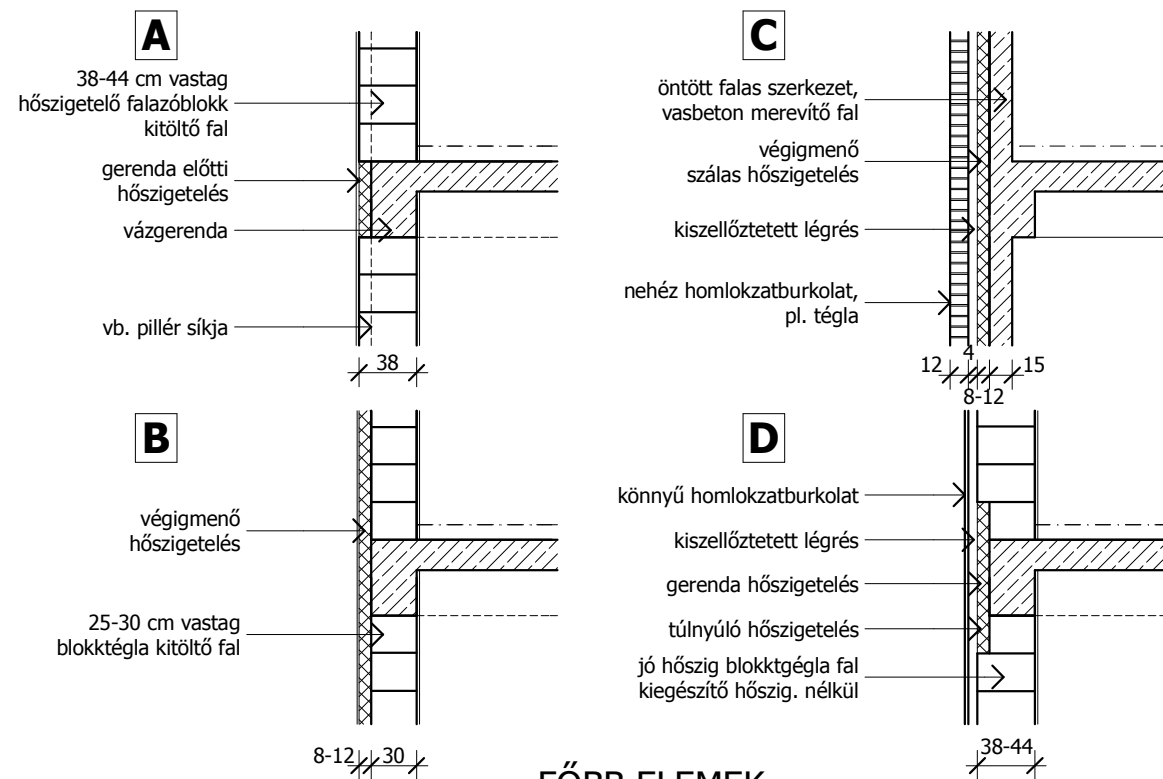 A
38-44 cm vastag
hőszigetelő falazóblokk
kitöltő fal
gerenda előtti
hőszigetelés
vázgerenda
vb. pillér síkja
38
B
végigmenő
hőszigetelés
25-30 cm vastag
blokktégla kitöltő fal
8-12
30
C
öntött falas szerkezet,
vasbeton merevítő fal
végigmenő
szálas hőszigetelés
kiszellőztetett légrés
nehéz homlokzatburkolat,
pl. tégla
12
4
15
8-12
D
könnyű homlokzatburkolat
kiszellőztetett légrés
gerenda hőszigetelés
túlnyúló hőszigetelés
jó hőszig blokktgégla fal
kiegészítő hőszig. nélkül
38-44
FŐBB ELEMEK